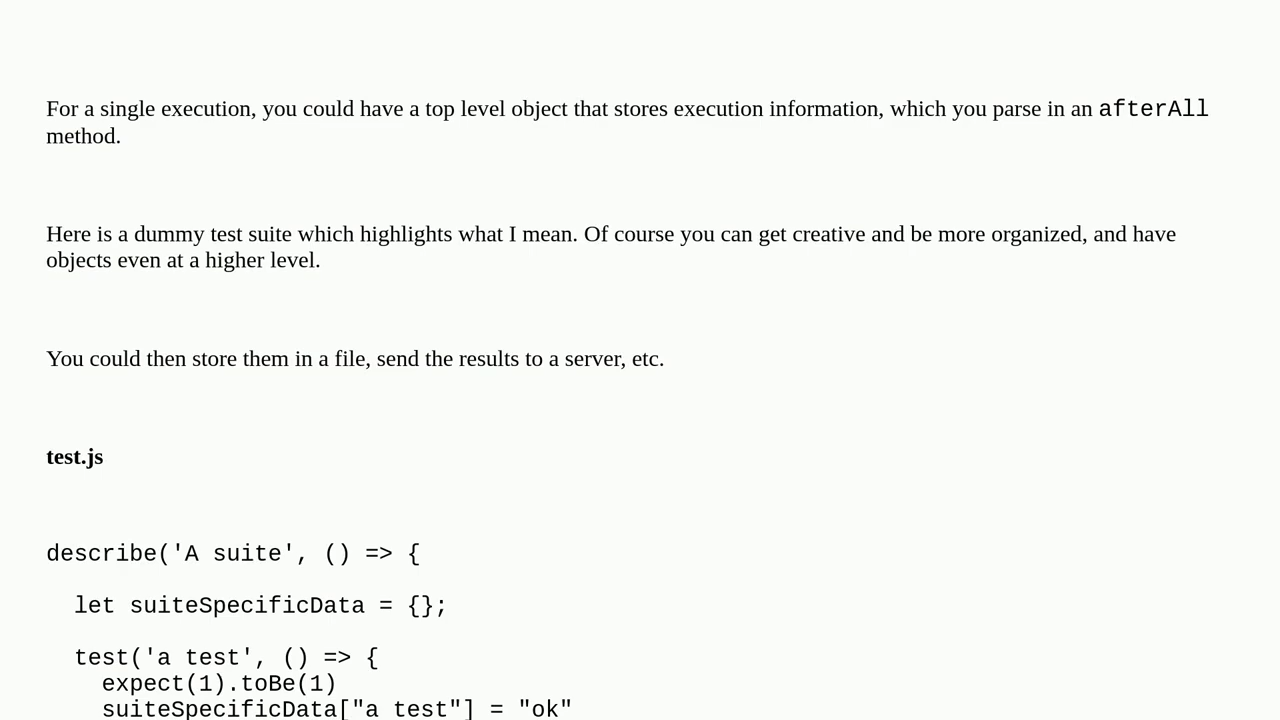 For a single execution, you could have a top level object that stores execution information, which you parse in an afterAll
method.
Here is a dummy test suite which highlights what I mean. Of course you can get creative and be more organized, and have
objects even at a higher level.
You could then store them in a file, send the results to a server, etc.
test.js
describe('A suite', () => {
  let suiteSpecificData = {};
  test('a test', () => {
    expect(1).toBe(1)
    suiteSpecificData["a test"] = "ok"